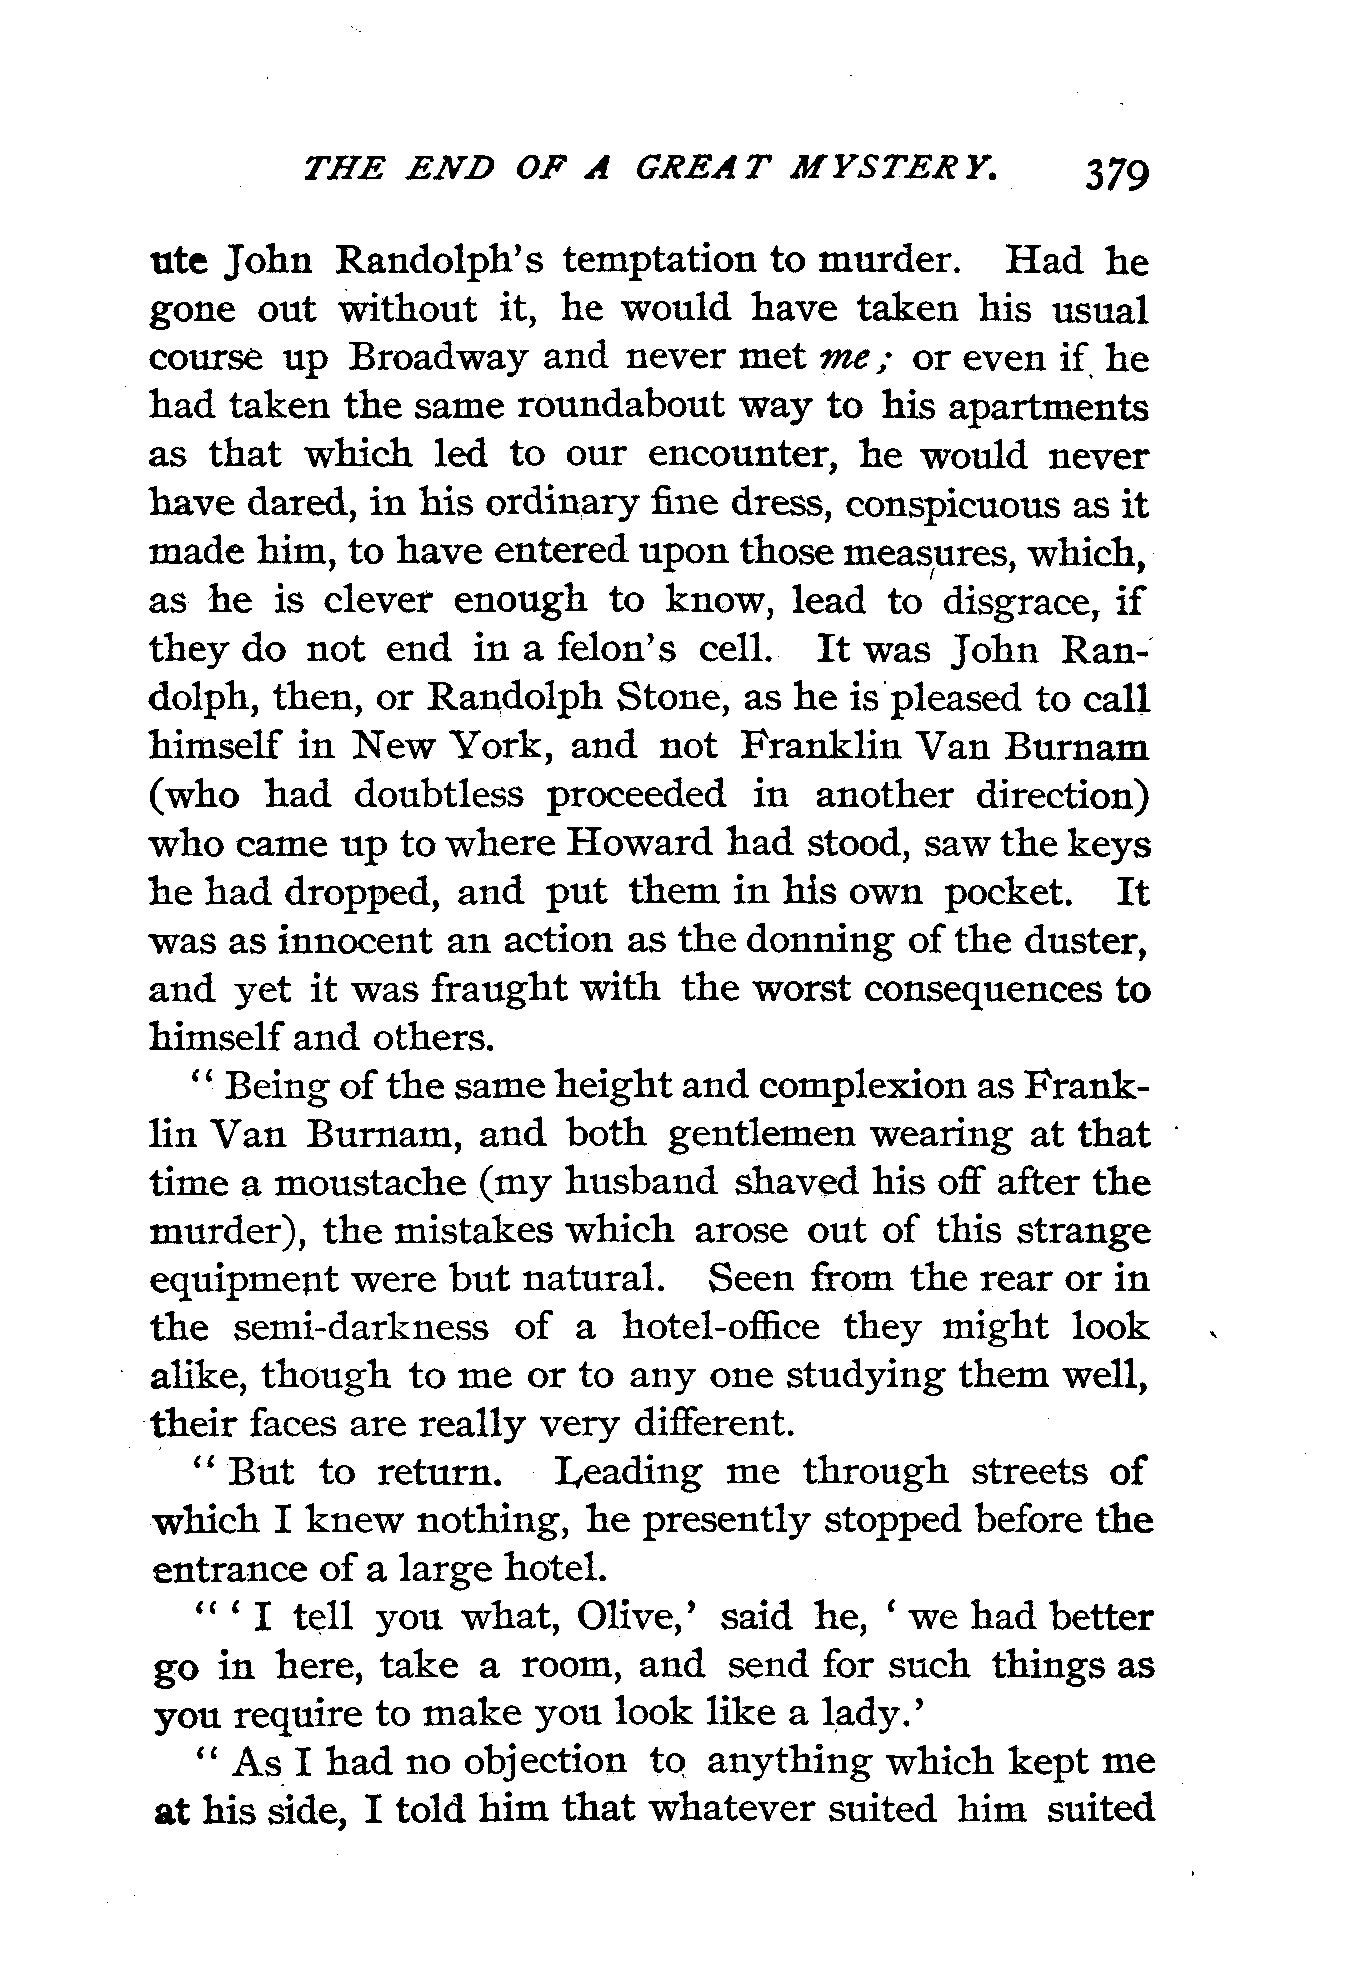 THE END OF A GREAT MYSTERY. 379
ute John Randolph's temptation to murder. Had he
gone out without it, he would have taken his usual
course up Broadway and never met me; or even if he
had taken the same roundabout way to his apartments
as that which led to our encounter, he would never
have dared, in his ordinary fine dress, conspicuous as it
made him, to have entered upon those measures, which,
as he is clever enough to know, lead to disgrace, if
they do not end in a felon's cell. It was John Ran-
dolph, then, or Randolph Stone, as he is pleased to call
himself in New York, and not Franklin Van Burnam
(who had doubtless proceeded in another direction)
who came up to where Howard had stood, saw the keys
he had dropped, and put them in his own pocket. It
was as innocent an action as the donning of the duster,
and yet it was fraught with the worst consequences to
himself and others.
“ Being of the same height and complexion as Frank-
lin Van Burnam, and both gentlemen wearing at that
time a moustache (my husband shaved his off after the
murder), the mistakes which arose out of this strange
equipment were but natural. Seen from the rear or in
the semi-darkness of a hotel-office they might look
alike, though to me or to any one studying them well,
their faces are really very different.
“ But to return. Leading me through streets of
which I knew nothing, he presently stopped before the
entrance of a large hotel.
“ ‘ I tell you what, Olive,’ said he, ‘ we had better
go in here, take a room, and send for such things as
you require to make you look like a lady.’
“ As I had no objection to anything which kept me
at his side, I told him that whatever suited him suited